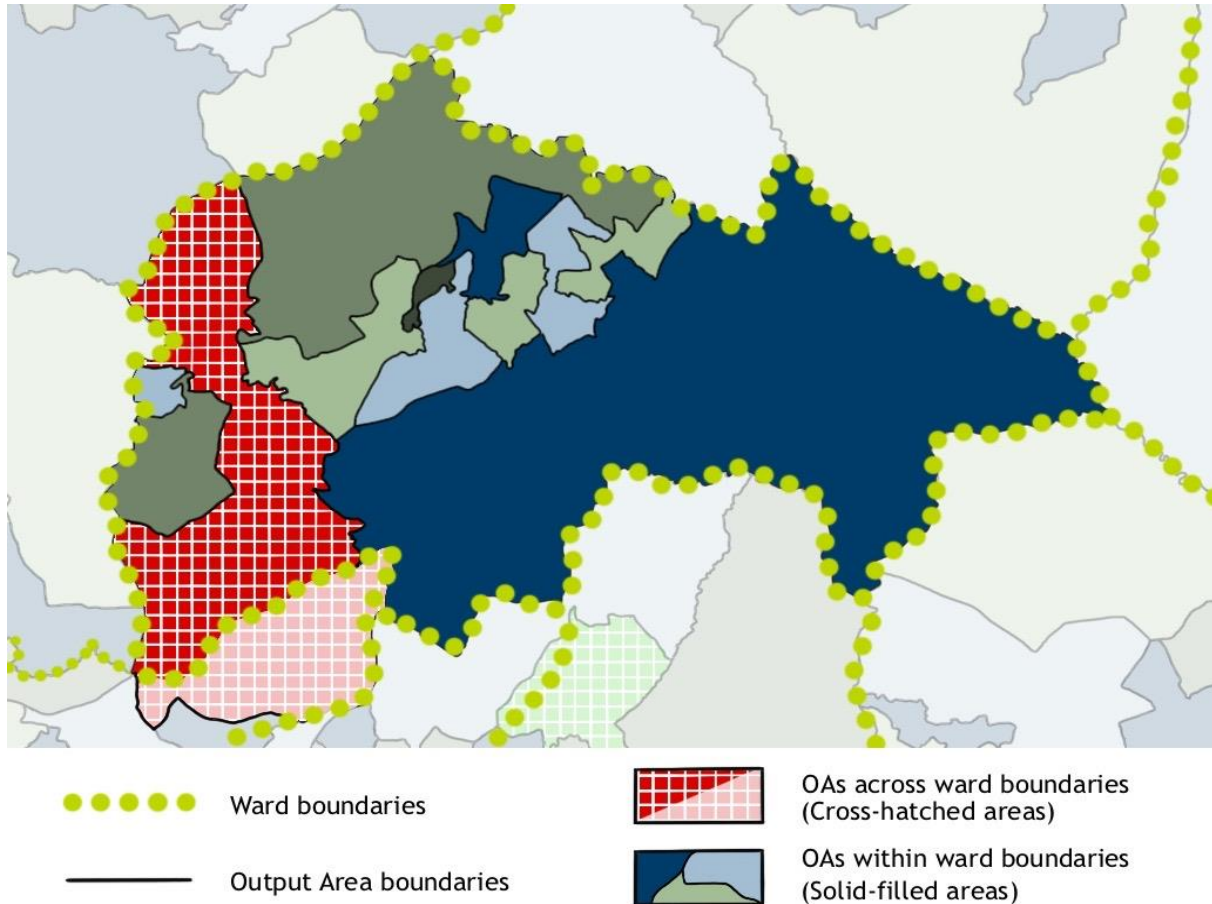 Ward boundaries
Output Area boundaries
OAs across ward boundaries
(Cross-hatched areas)
OAs within ward boundaries
(Solid-filled areas)